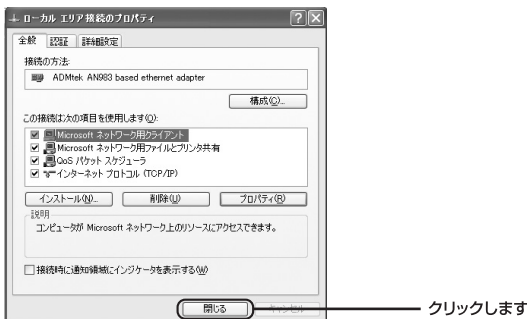 ローカル エリア接続のプロパティ
全般 認証 詳細設定
接続の方法:
ADMtek AN983 based ethernet adapter
構成(C)...
この接続は次の項目を使用します(O):
Microsoft ネットワーク用クライアント
Microsoft ネットワーク用ファイルとプリンタ共有
QoS パケット スケジューラ
インターネット プロトコル (TCP/IP)
インストール(N)... 削除(U) プロパティ(R)
説明
コンピュータが Microsoft ネットワーク上のリソースにアクセスできます。
接続時に通知領域にインジケータを表示する(W)
閉じる キャンセル クリックします